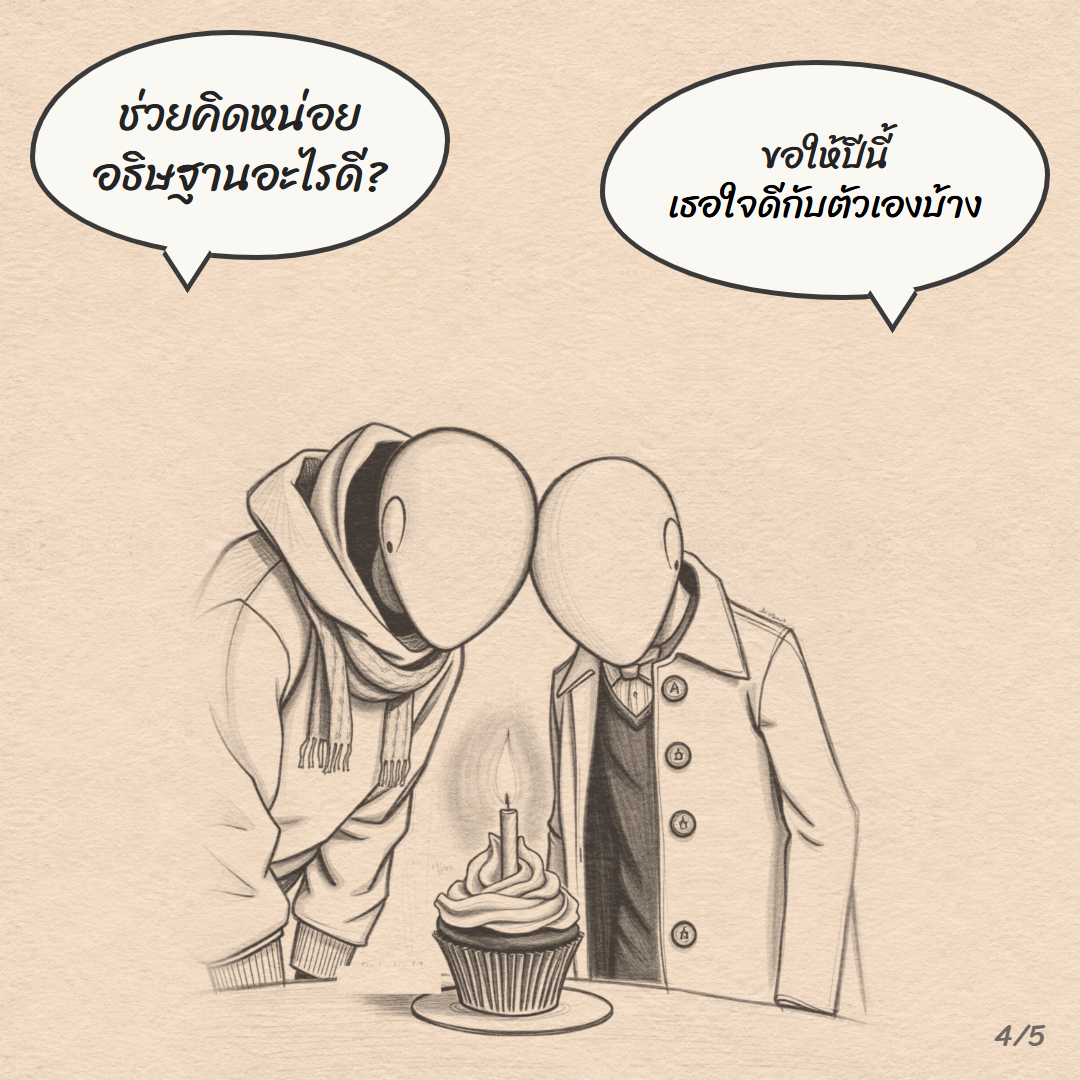 ช่วยคิดหน่อย
อธิษฐานอะไรดี?
ขอให้ปีนี้
เธอใจดีกับตัวเองบ้าง
A
4/5